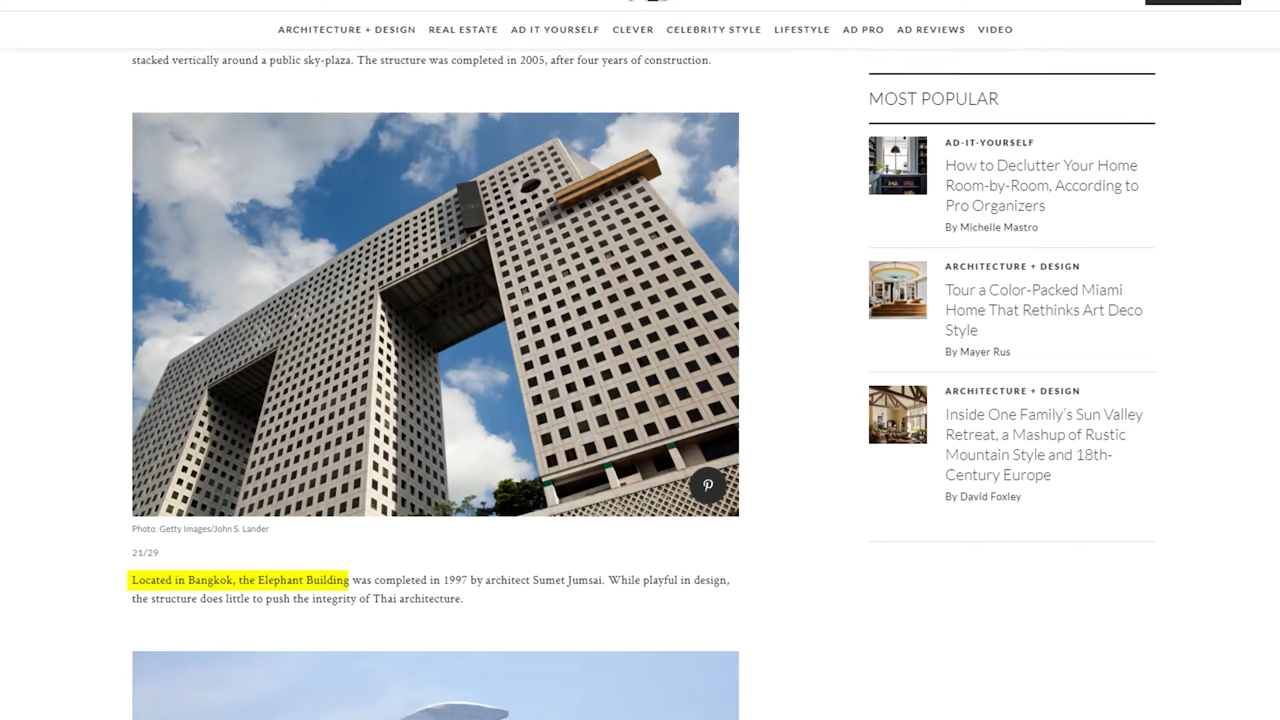 ARCHITECTURE + DESIGN REAL ESTATE AD IT YOURSELF CLEVER CELEBRITY STYLE LIFESTYLE AD PRO AD REVIEWS VIDEO
stacked vertically around a public sky-plaza. The structure was completed in 2005, after four years of construction.
Photo: Getty Images/John S. Lander
21/29
Located in Bangkok, the Elephant Building was completed in 1997 by architect Sumet Jumsai. While playful in design,
the structure does little to push the integrity of Thai architecture.
MOST POPULAR
AD-IT-YOURSELF
How to Declutter Your Home
Room-by-Room, According to
Pro Organizers
By Michelle Mastro
ARCHITECTURE + DESIGN
Tour a Color-Packed Miami
Home That Rethinks Art Deco
Style
By Mayer Rus
ARCHITECTURE + DESIGN
Inside One Family's Sun Valley
Retreat, a Mashup of Rustic
Mountain Style and 18th-
Century Europe
By David Foxley